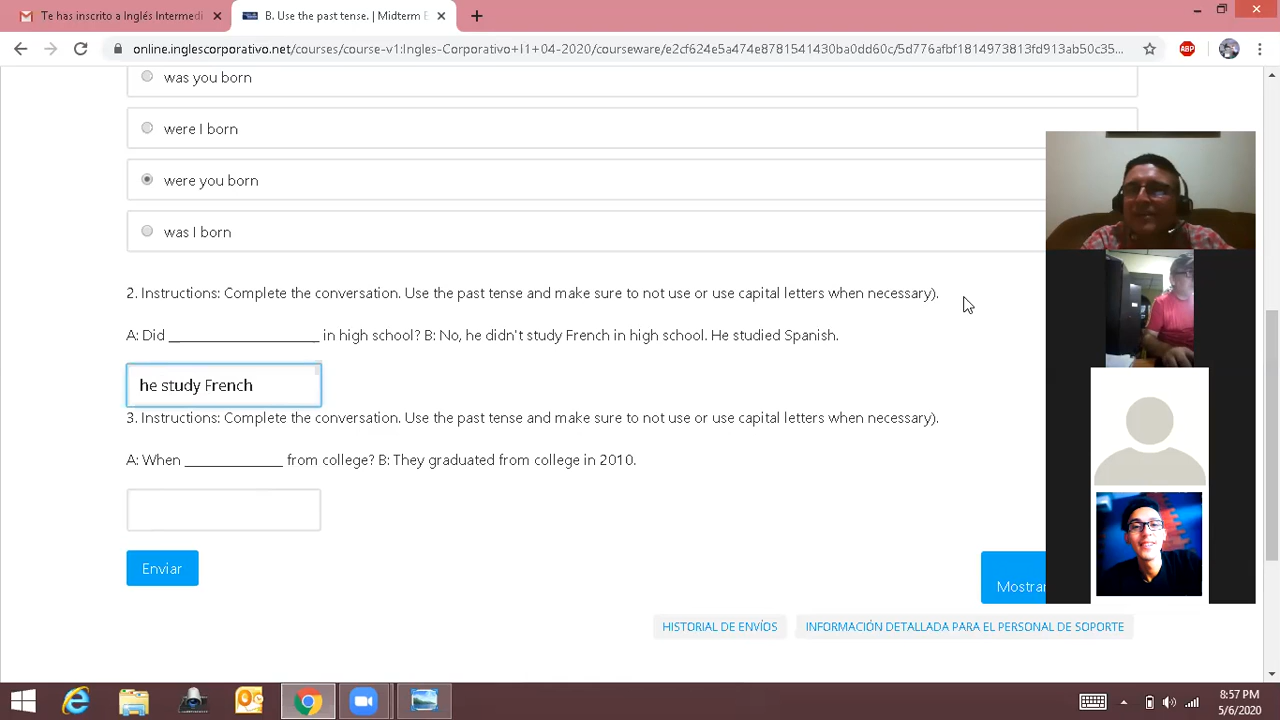 Te has inscrito a Inglés Intermedi
B. Use the past tense. | Midterm E
online.inglescorporativo.net/courses/course-v1:Ingles-Corporativo+I1+04-2020/courseware/e2cf624e5a474e8781541430ba0dd60c/5d776afbf1814973813fd913ab50c35...
ABP
was you born
were I born
were you born
was I born
2. Instructions: Complete the conversation. Use the past tense and make sure to not use or use capital letters when necessary).
A: Did ___________________ in high school? B: No, he didn't study French in high school. He studied Spanish.
he study French
3. Instructions: Complete the conversation. Use the past tense and make sure to not use or use capital letters when necessary).
A: When _____________ from college? B: They graduated from college in 2010.
Enviar
Mostrar
HISTORIAL DE ENVÍOS
INFORMACIÓN DETALLADA PARA EL PERSONAL DE SOPORTE
8:57 PM
5/6/2020